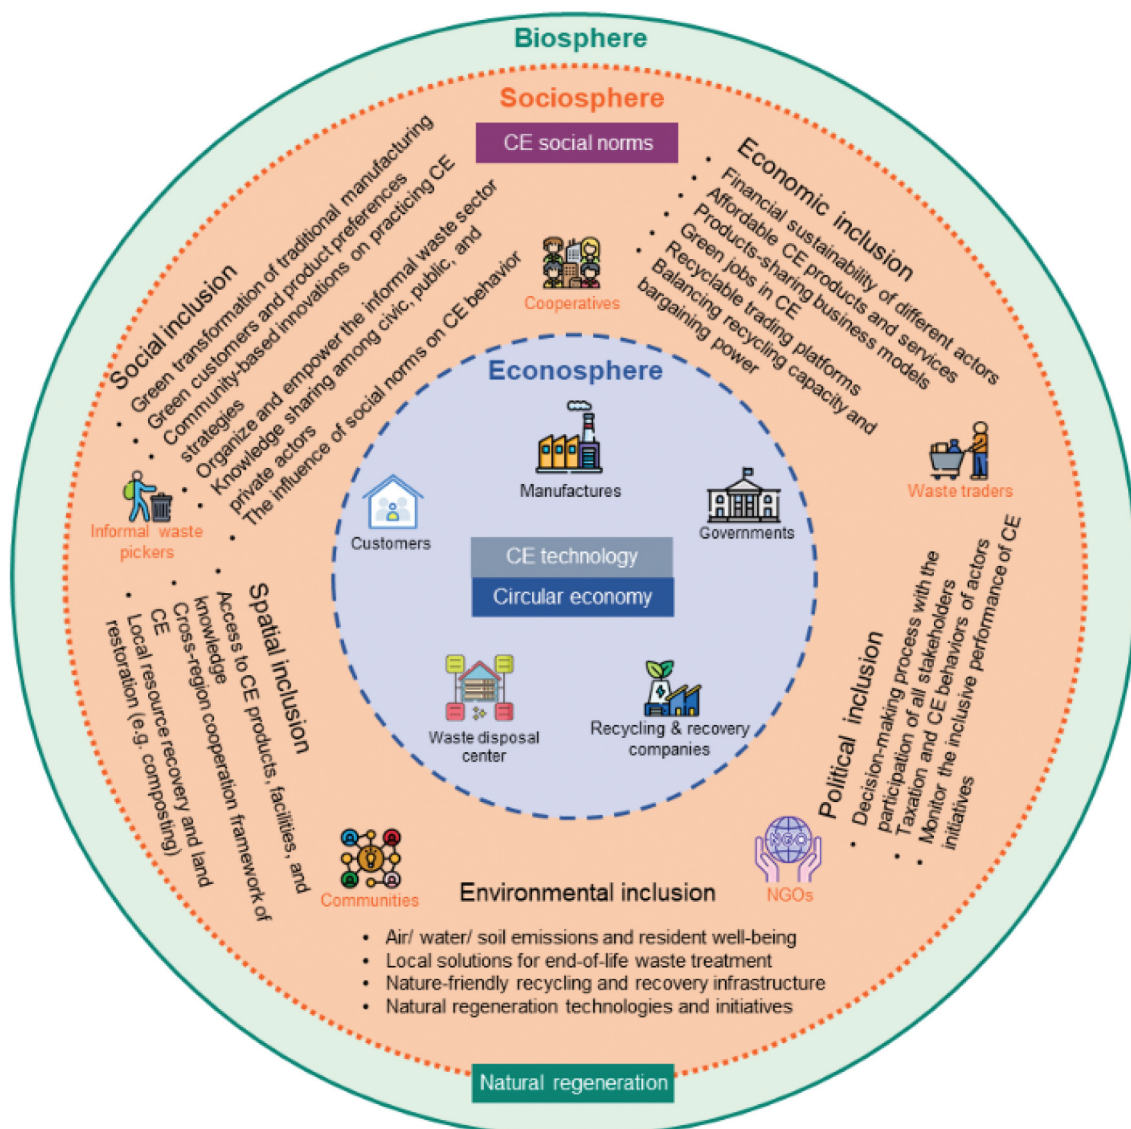 Biosphere
Sociosphere
CE social norms
Social inclusion
• Green transformation of traditional manufacturing
• Green customers and product preferences
• Community-based innovations on practicing CE
strategies
• Organize and empower the informal waste sector
• Knowledge sharing among civic, public, and
private actors
• The influence of social norms on CE behavior
Cooperatives
Economic inclusion
• Financial sustainability of different actors
• Affordable CE products and services
• Products-sharing business models
• Green jobs in CE
• Recyclable trading platforms
• Balancing recycling capacity and
bargaining power
Informal waste
pickers
Waste traders
Econosphere
Manufactures
Customers
Governments
CE technology
Circular economy
Waste disposal
center
Recycling & recovery
companies
Spatial inclusion
• Access to CE products, facilities, and
knowledge
• Cross-region cooperation framework of
CE
• Local resource recovery and land
restoration (e.g. composting)
Political inclusion
• Decision-making process with the
participation of all stakeholders
• Taxation and CE behaviors of actors
• Monitor the inclusive performance of CE
initiatives
Communities
NGO
NGOs
Environmental inclusion
• Air/ water/ soil emissions and resident well-being
• Local solutions for end-of-life waste treatment
• Nature-friendly recycling and recovery infrastructure
• Natural regeneration technologies and initiatives
Natural regeneration